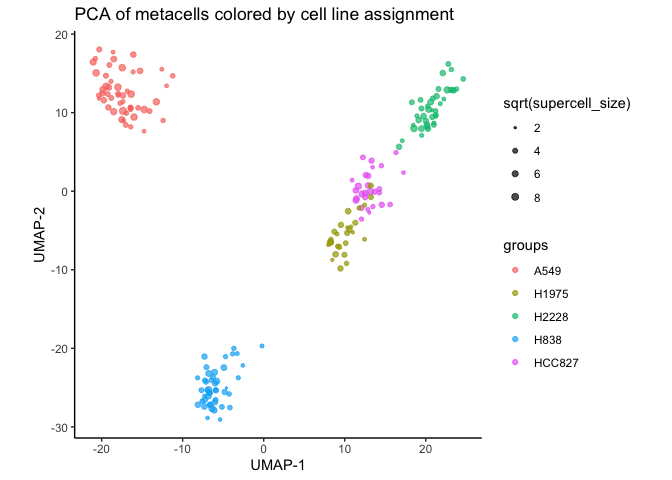 PCA of metacells colored by cell line assignment
20
10
0
-10
-20
-30
UMAP-2
-20
-10
0
10
20
UMAP-1
sqrt(supercell_size)
2
4
6
8
groups
A549
H1975
H2228
H838
HCC827